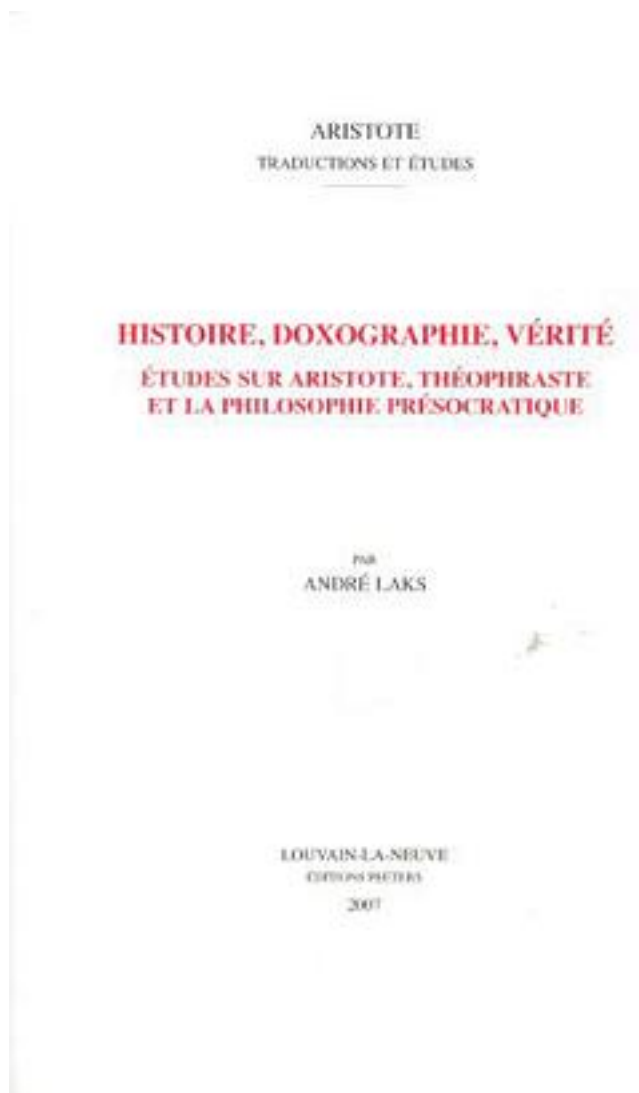 ARISTOTE
TRADUCTIONS ET ÉTUDES
HISTOIRE, DOXOGRAPHIE, VÉRITÉ
ÉTUDES SUR ARISTOTE, THÉOPHRASTE
ET LA PHILOSOPHIE PRÉSOCRATIQUE
PAR
ANDRÉ LAKS
LOUVAIN-LA-NEUVE
ÉDITIONS PEETERS
2007